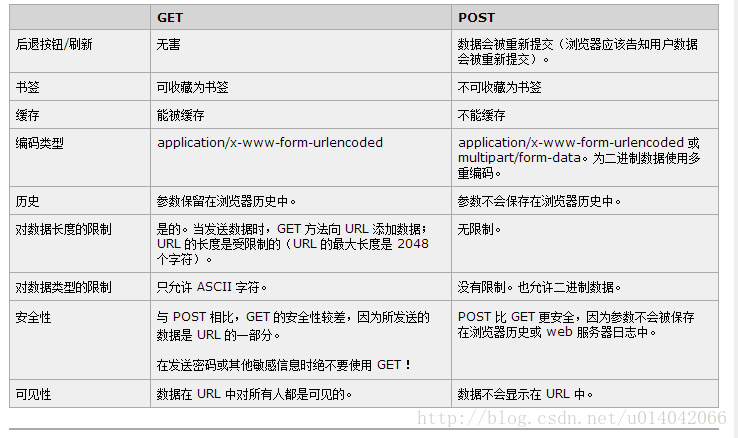 GET POST
后退按钮/刷新 无害 数据会被重新提交（浏览器应该告知用户数据
会被重新提交）。
书签 可收藏为书签 不可收藏为书签
缓存 能被缓存 不能缓存
编码类型 application/x-www-form-urlencoded application/x-www-form-urlencoded 或
multipart/form-data。为二进制数据使用多
重编码。
历史 参数保留在浏览器历史中。 参数不会保存在浏览器历史中。
对数据长度的限制 是的。当发送数据时，GET 方法向 URL 添加数据；
URL 的长度是受限制的（URL 的最大长度是 2048
个字符）。
无限制。
对数据类型的限制 只允许 ASCII 字符。 没有限制。也允许二进制数据。
安全性 与 POST 相比，GET 的安全性较差，因为所发送的
数据是 URL 的一部分。
在发送密码或其他敏感信息时绝不要使用 GET ！
POST 比 GET 更安全，因为参数不会被保存
在浏览器历史或 web 服务器日志中。
可见性 数据在 URL 中对所有人都是可见的。 数据不会显示在 URL 中。
http://blog.csdn.net/u014042066